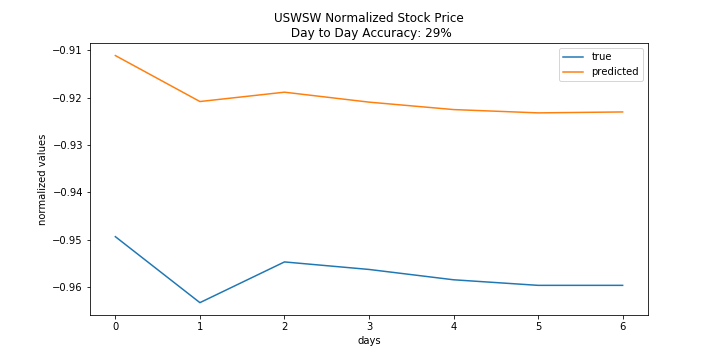 USWSW Normalized Stock Price
Day to Day Accuracy: 29%
true
predicted
−0.91
−0.92
−0.93
−0.94
−0.95
−0.96
normalized values
0 1 2 3 4 5 6
days